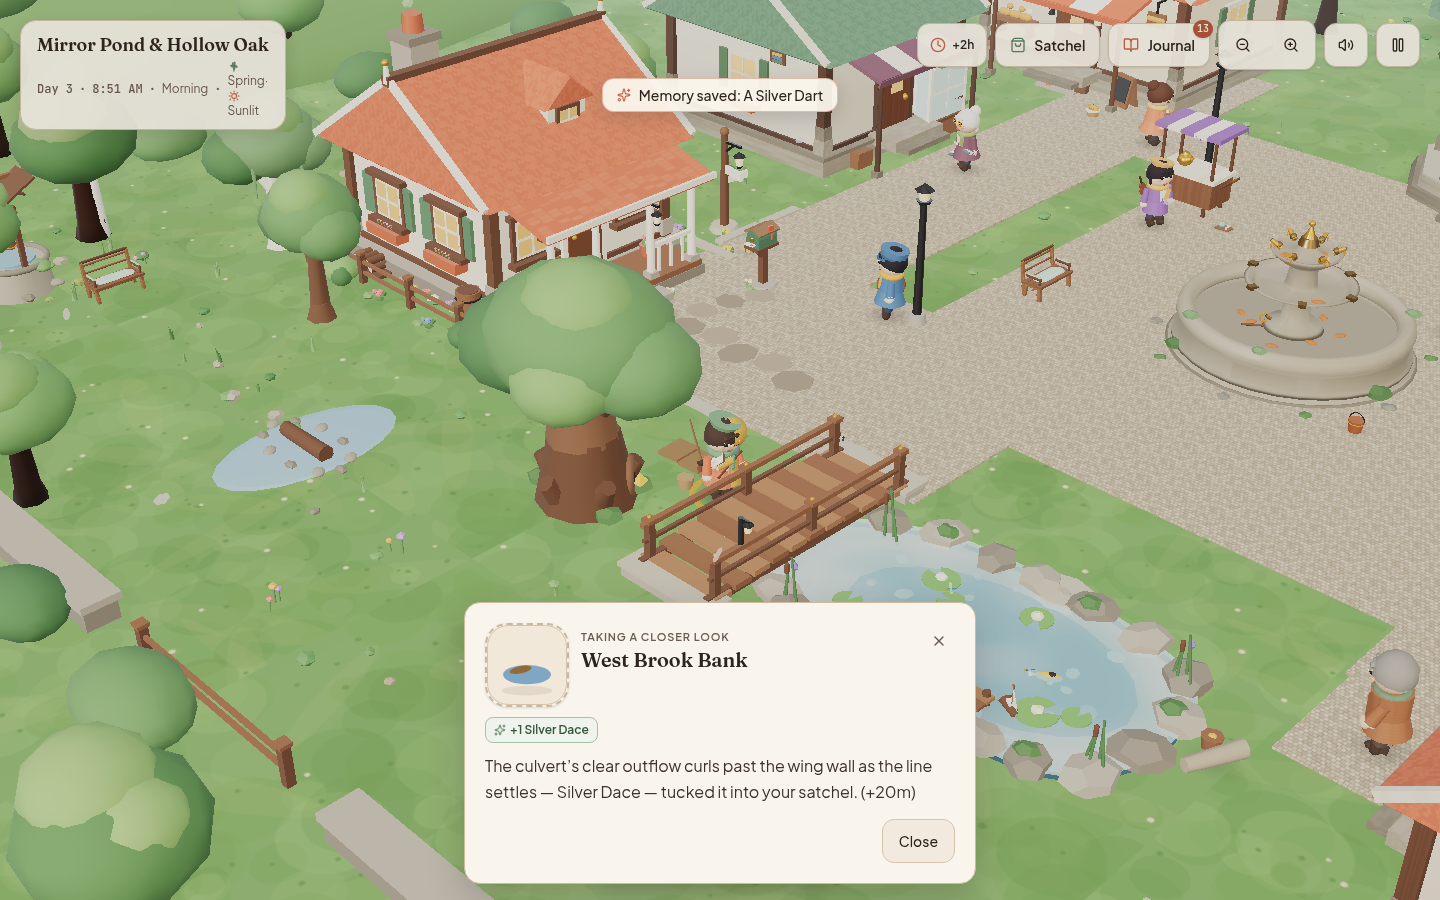 Mirror Pond & Hollow Oak
Day 3 · 8:51 AM · Morning · Spring· Sunlit
+2h
Satchel
Journal
13
Memory saved: A Silver Dart
TAKING A CLOSER LOOK
West Brook Bank
+1 Silver Dace
The culvert’s clear outflow curls past the wing wall as the line
settles — Silver Dace — tucked it into your satchel. (+20m)
Close